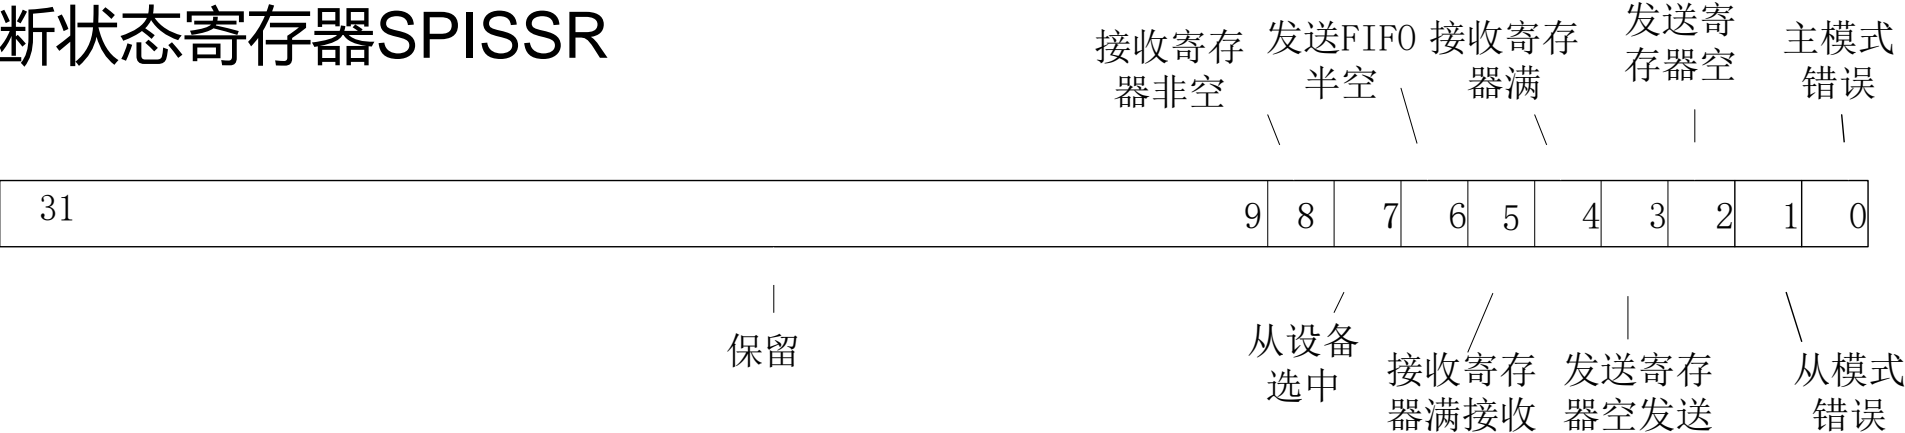 断状态寄存器SPISSR
接收寄存
器非空
发送FIFO
半空
接收寄存
器满
发送寄
存器空
主模式
错误
31
9
8
7
6
5
4
3
2
1
0
保留
从设备
选中
接收寄存
器满接收
发送寄存
器空发送
从模式
错误